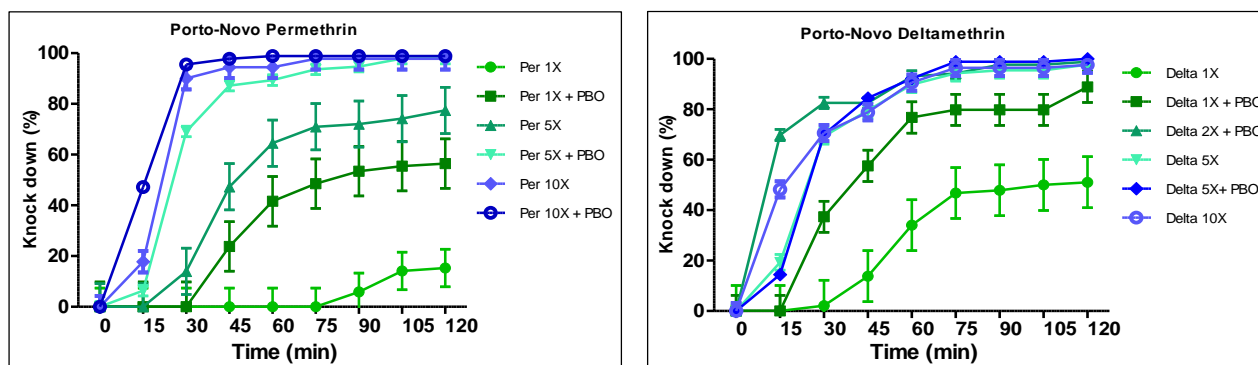 Porto-Novo Permethrin
Knock down (%)
100
80
60
40
20
0
0 15 30 45 60 75 90 105 120
Time (min)
Per 1X
Per 1X + PBO
Per 5X
Per 5X + PBO
Per 10X
Per 10X + PBO
Porto-Novo Deltamethrin
Knock down (%)
100
80
60
40
20
0
0 15 30 45 60 75 90 105 120
Time (min)
Delta 1X
Delta 1X + PBO
Delta 2X + PBO
Delta 5X
Delta 5X+ PBO
Delta 10X